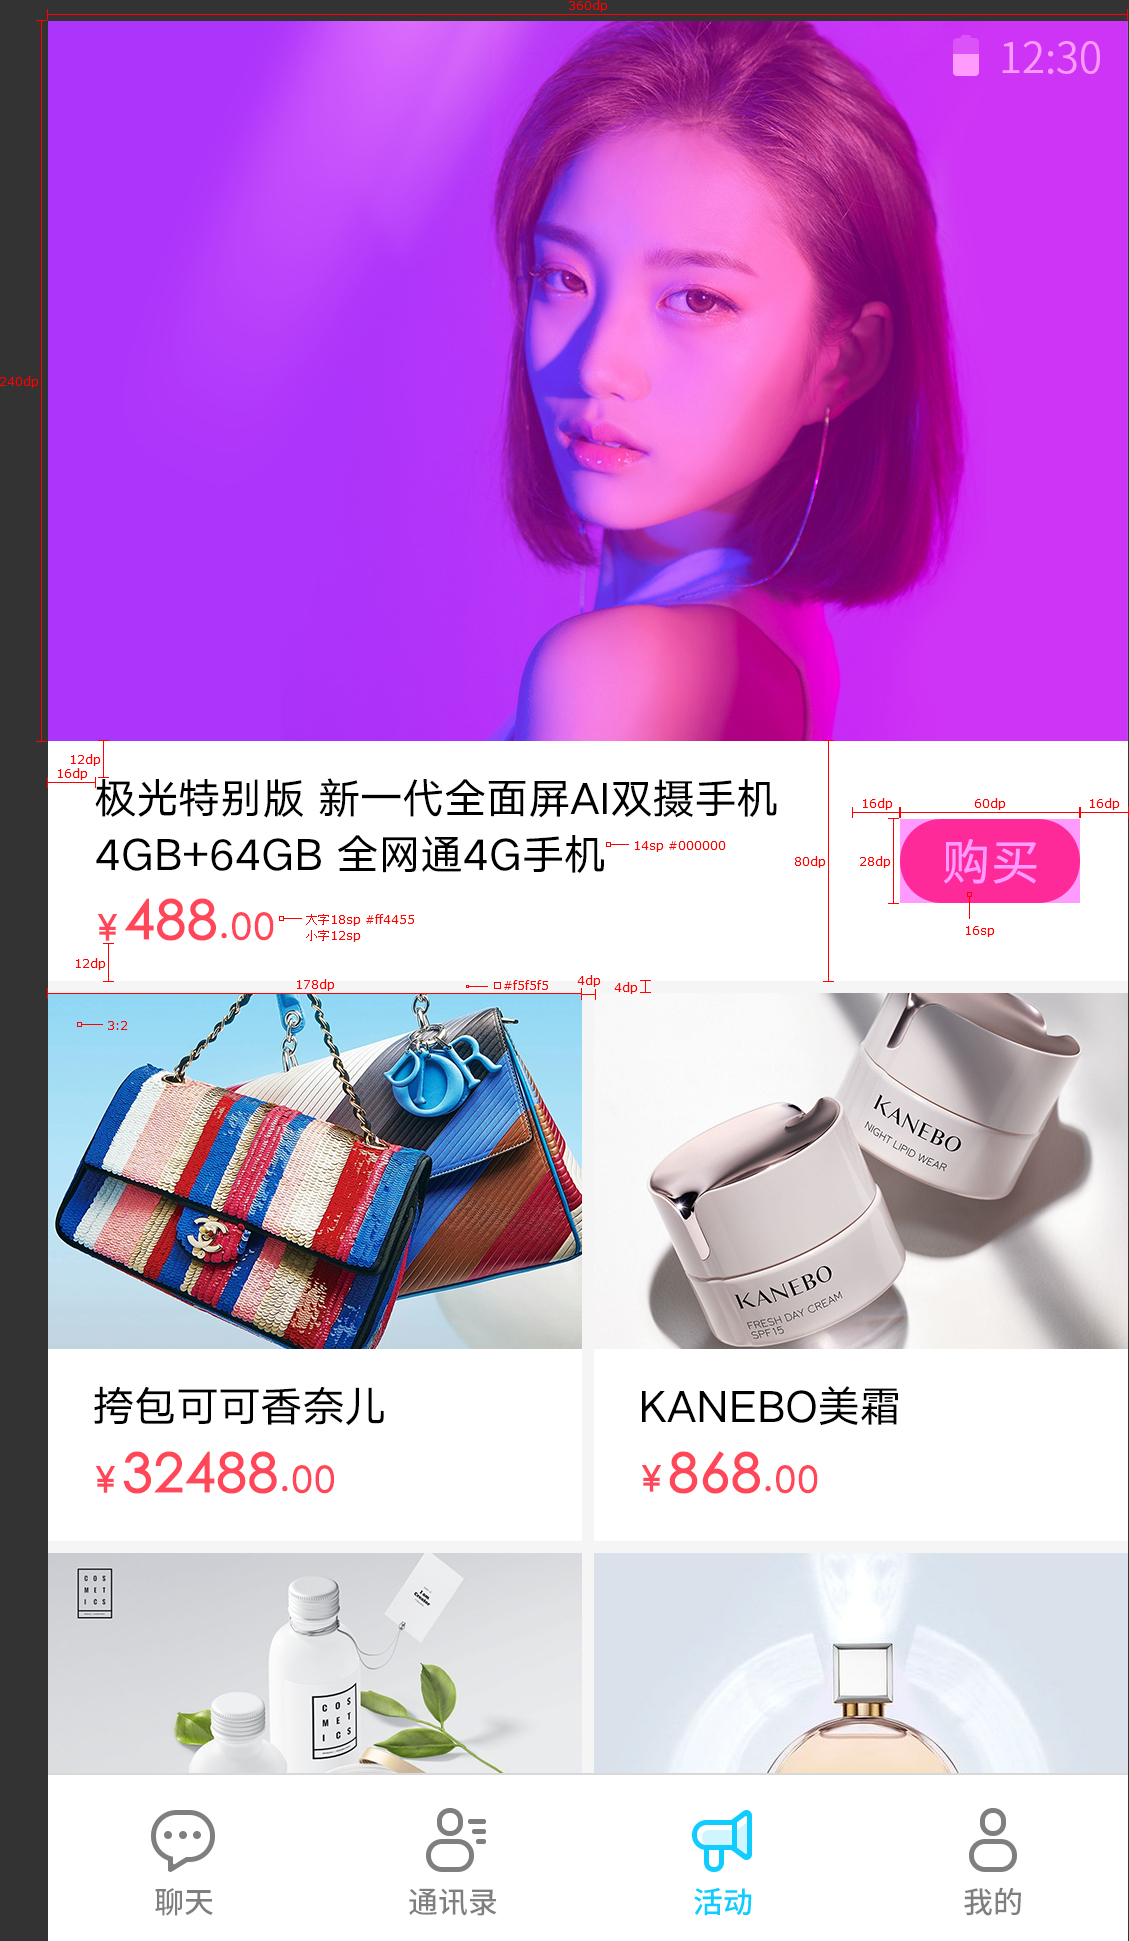 360dp
12:30
240dp
12dp
16dp
极光特别版 新一代全面屏AI双摄手机
4GB+64GB 全网通4G手机
14sp #000000
¥488.00
大字18sp #ff4455
小字12sp
12dp
80dp
16dp
60dp
16dp
28dp
购买
16sp
178dp
#f5f5f5
4dp
4dp
3:2
DIOR
KANEBO
NIGHT LIPID WEAR
KANEBO
FRESH DAY CREAM
SPF15
挎包可可香奈儿
¥32488.00
KANEBO美霜
¥868.00
COS
MET
ICS
COS
MET
ICS
聊天
通讯录
活动
我的